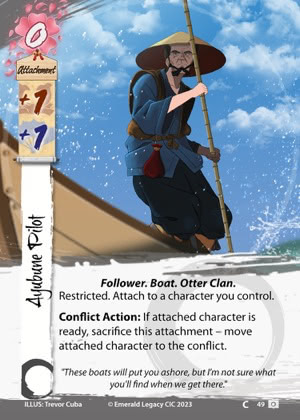 0
Attachment
+1
+1
Ayubune Pilot
Follower. Boat. Otter Clan.
Restricted. Attach to a character you control.
Conflict Action: If attached character is
ready, sacrifice this attachment – move
attached character to the conflict.
"These boats will put you ashore, but I'm not sure what
you'll find when we get there."
iLLUS: Trevor Cuba © Emerald Legacy CIC 2023 C 49